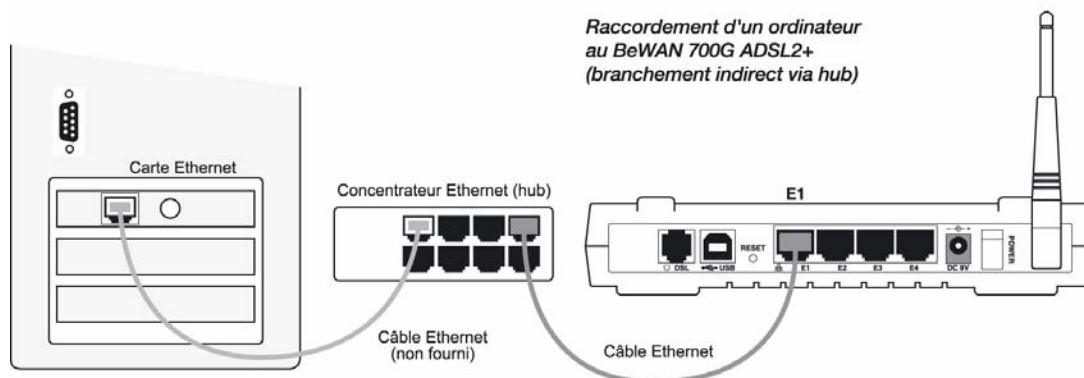 Raccordement d'un ordinateur
au BeWAN 700G ADSL2+
(branchement indirect via hub)
Carte Ethernet
Concentrateur Ethernet (hub)
E1
RESET
POWER
DSL
USB
E1
E2
E3
E4
DC 9V
Câble Ethernet
(non fourni)
Câble Ethernet